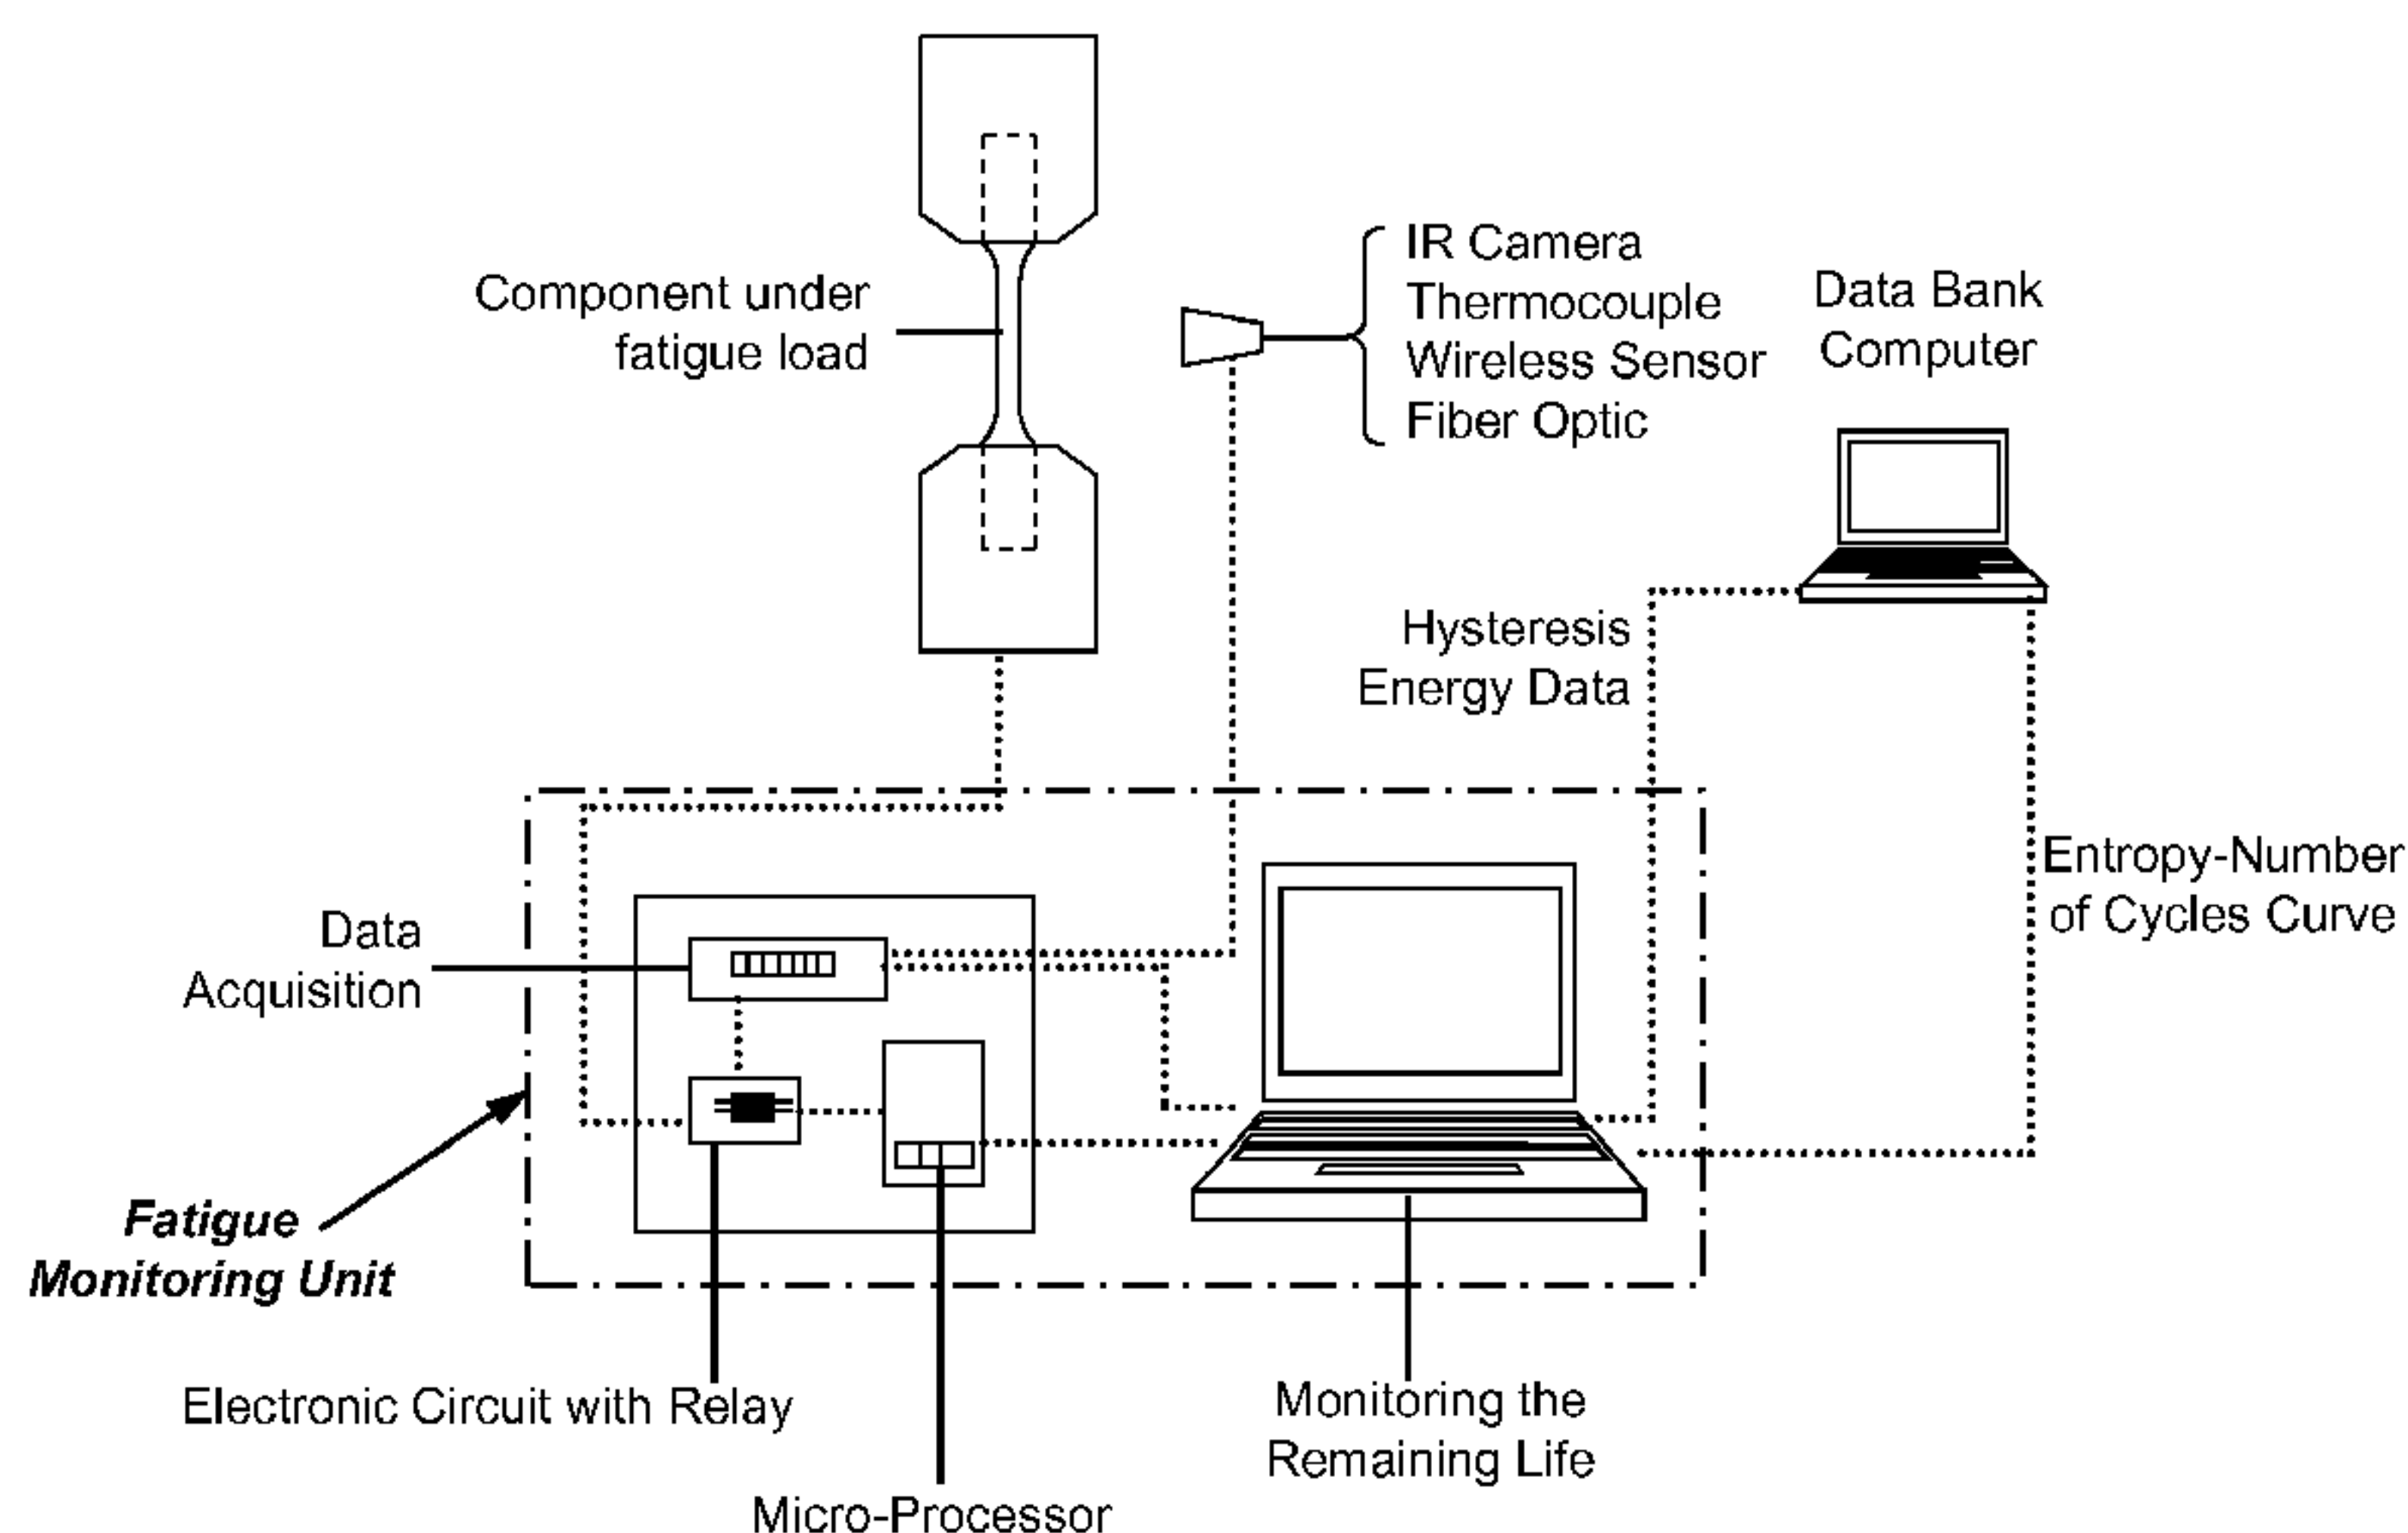 Component under
fatigue load
IR Camera
Thermocouple
Wireless Sensor
Fiber Optic
Data Bank
Computer
Hysteresis
Energy Data
Entropy-Number
of Cycles Curve
Data
Acquisition
Fatigue
Monitoring Unit
Electronic Circuit with Relay
Micro-Processor
Monitoring the
Remaining Life